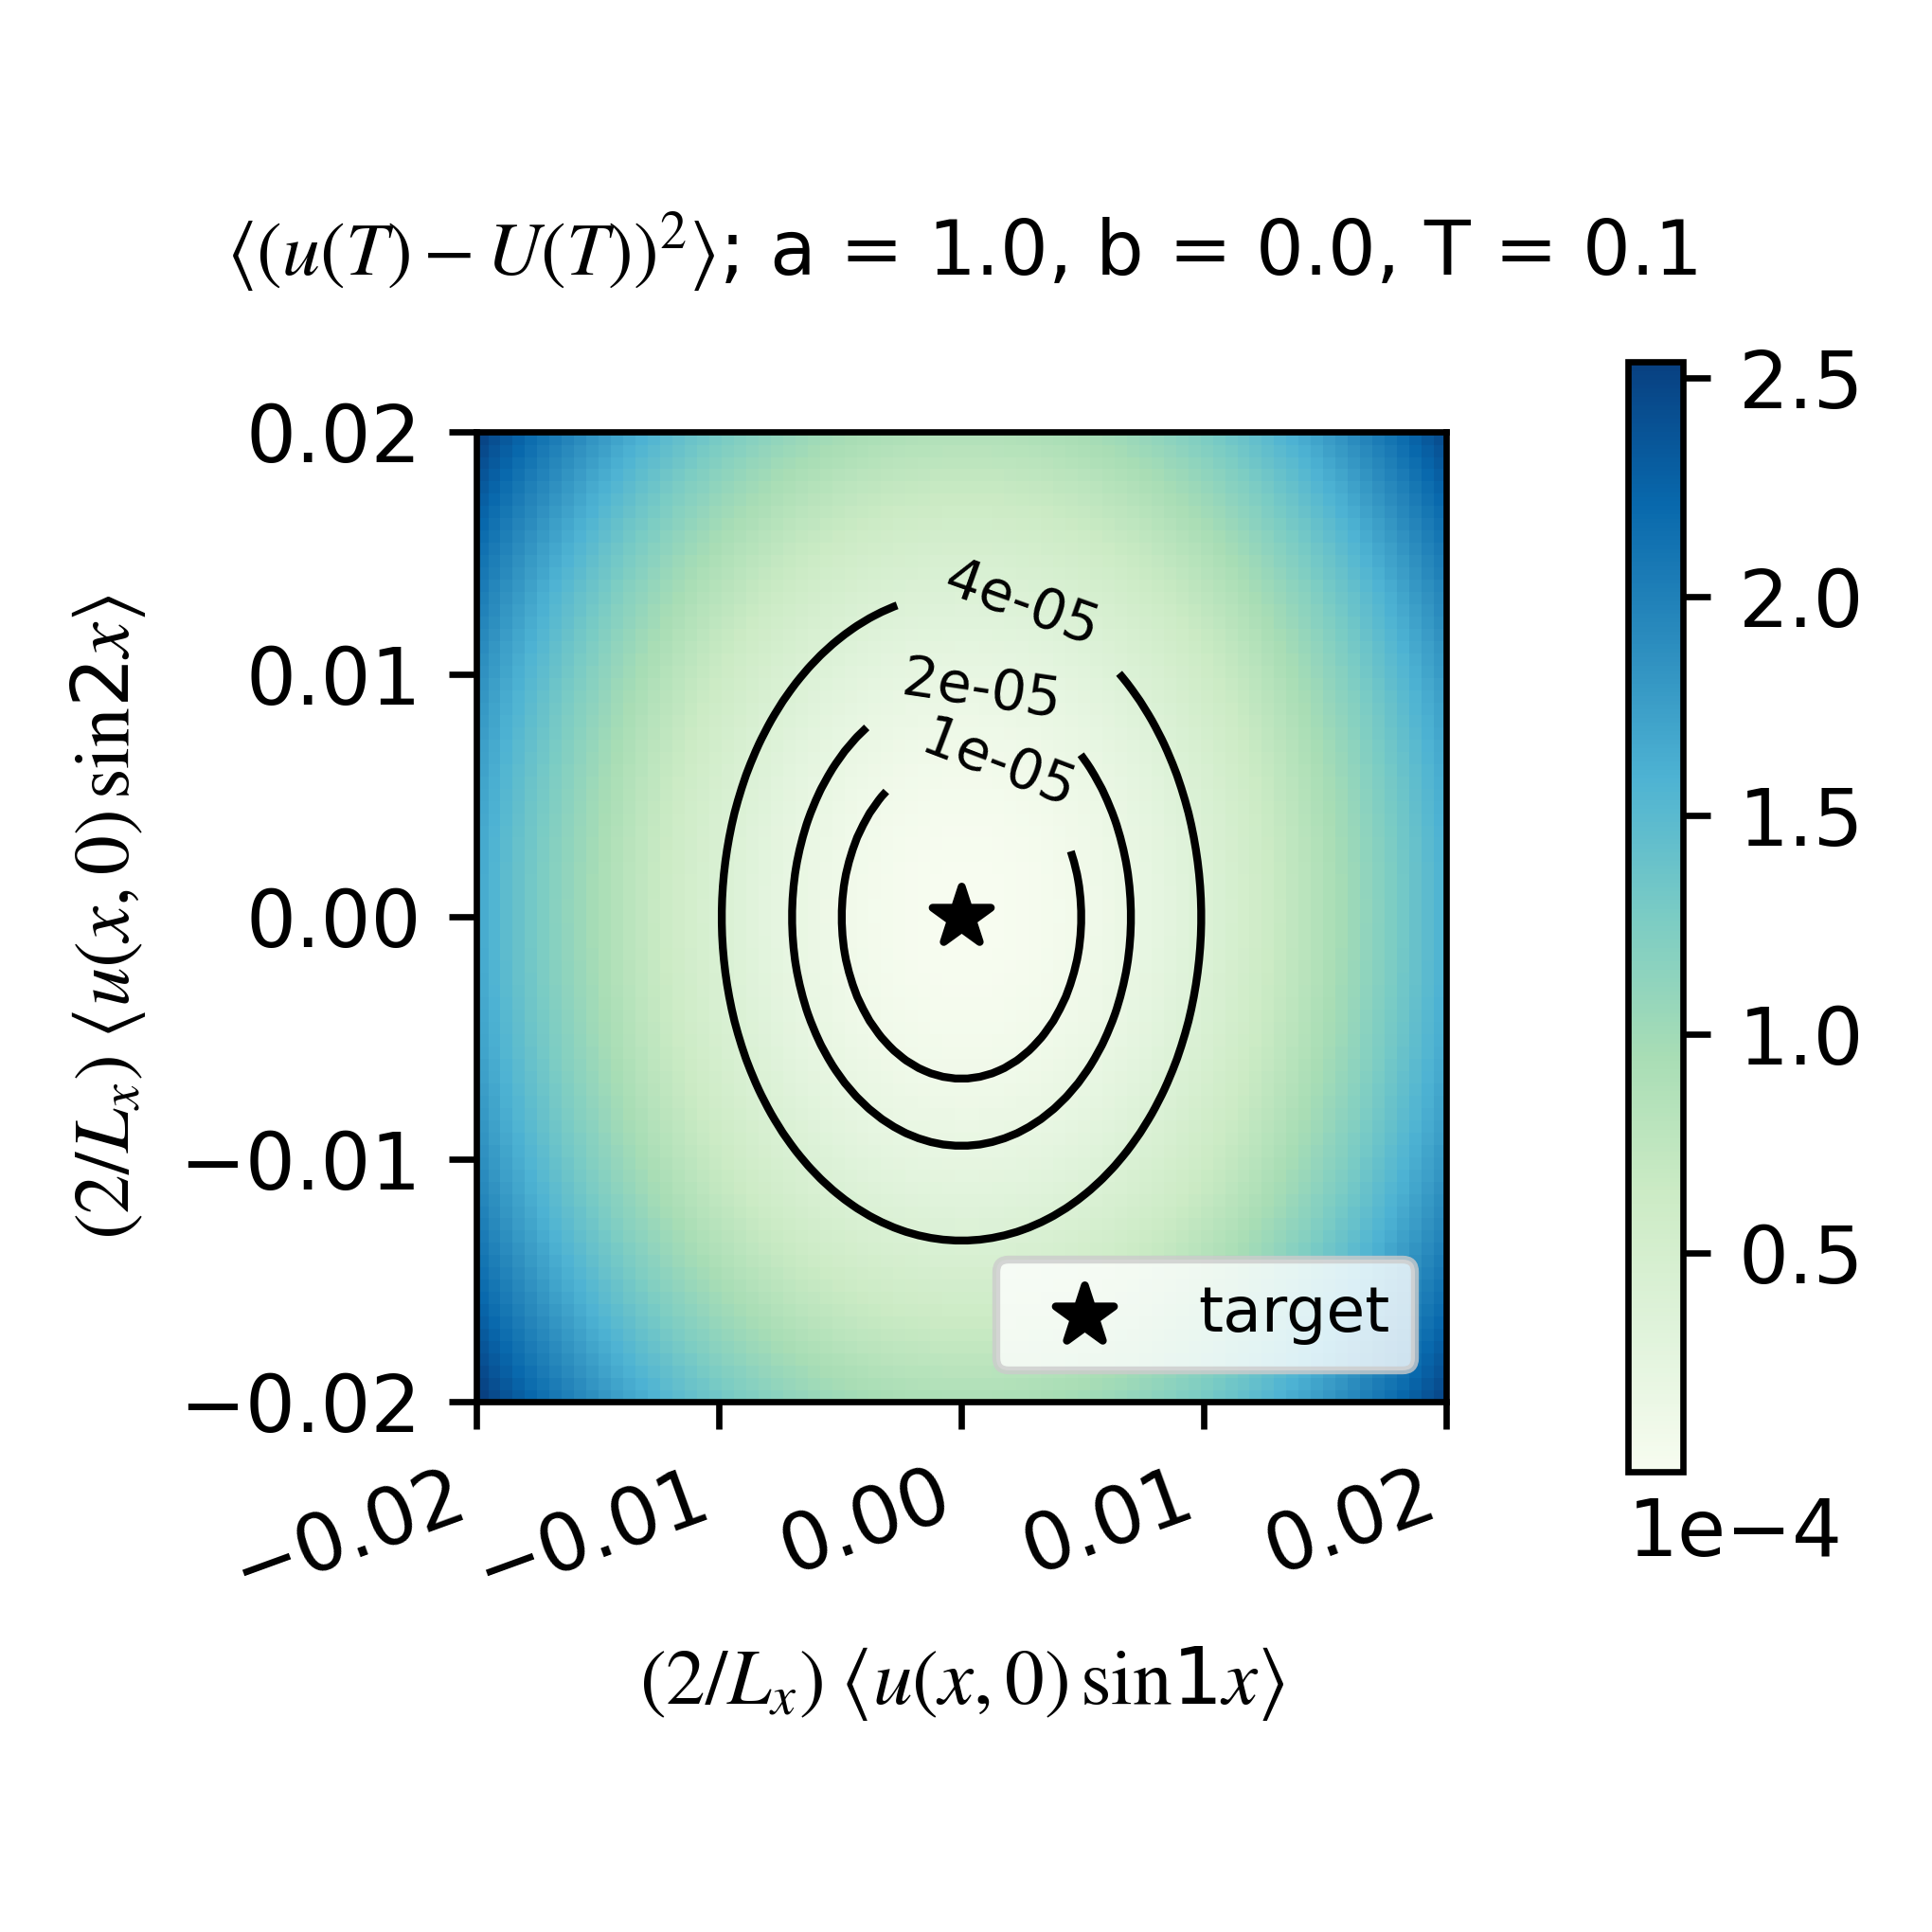 ⟨(u(T) − U(T))²⟩; a = 1.0, b = 0.0, T = 0.1
(2/Lₓ) ⟨u(x, 0) sin2x⟩
0.02
0.01
0.00
−0.01
−0.02
4e-05
2e-05
1e-05
target
−0.02
−0.01
0.00
0.01
0.02
(2/Lₓ) ⟨u(x, 0) sin1x⟩
2.5
2.0
1.5
1.0
0.5
1e−4